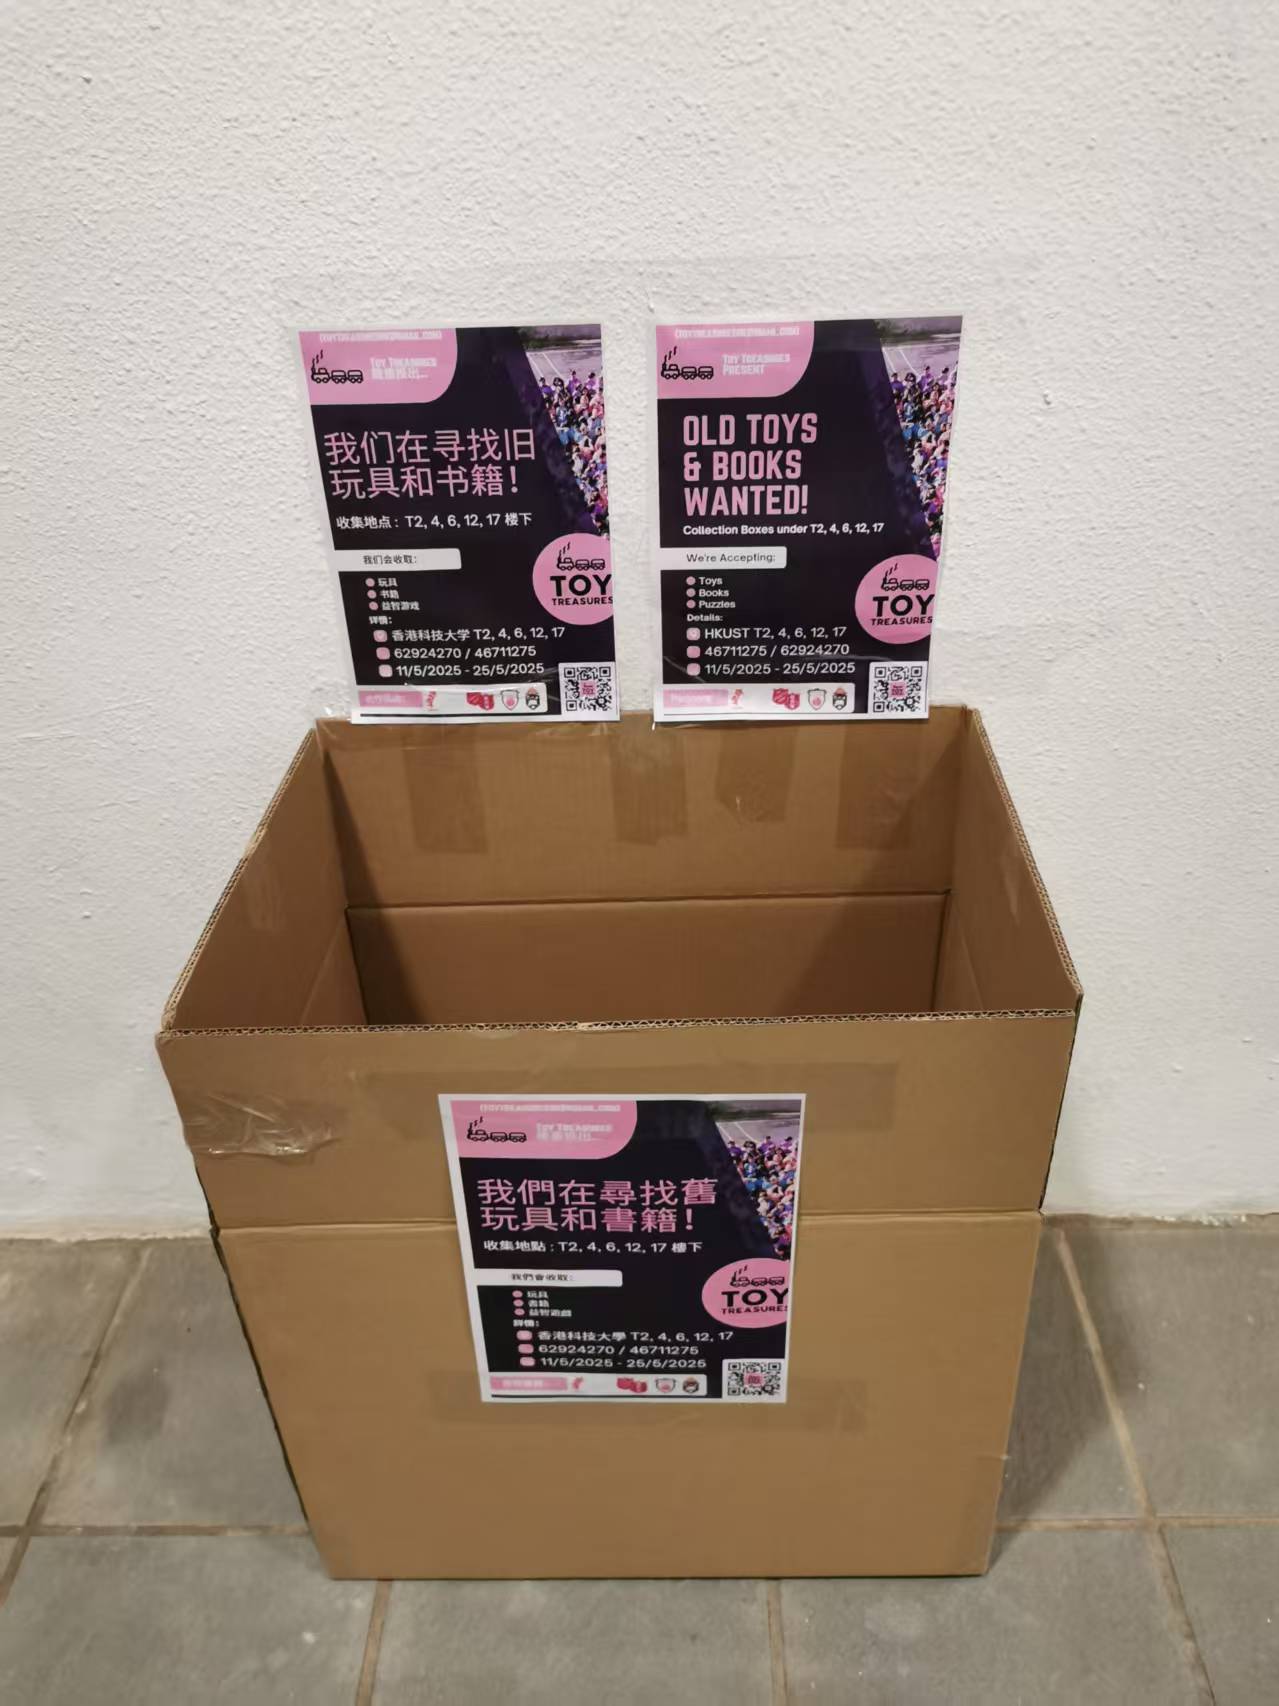 Toy Treasures
隆重推出...
我们在寻找旧
玩具和书籍！
收集地点：T2, 4, 6, 12, 17 楼下
我们会收取：
玩具
书籍
益智游戏
详情：
香港科技大学 T2, 4, 6, 12, 17
62924270 / 46711275
11/5/2025 - 25/5/2025
TOY
TREASURES
Toy Treasures
Present
OLD TOYS
& BOOKS
WANTED!
Collection Boxes under T2, 4, 6, 12, 17
We're Accepting:
Toys
Books
Puzzles
Details:
HKUST T2, 4, 6, 12, 17
46711275 / 62924270
11/5/2025 - 25/5/2025
TOY
TREASURES
Toy Treasures
隆重推出...
我們在尋找舊
玩具和書籍！
收集地點：T2, 4, 6, 12, 17 樓下
我們會收取：
玩具
書籍
益智遊戲
詳情：
香港科技大學 T2, 4, 6, 12, 17
62924270 / 46711275
11/5/2025 - 25/5/2025
TOY
TREASURES